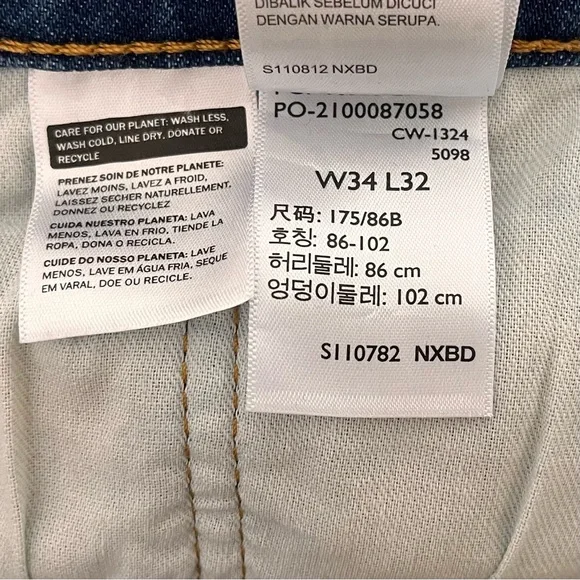 DIBALIK SEBELUM DICUCI
DENGAN WARNA SERUPA.
S110812 NXBD
PO-2100087058
CW-1324
5098
W34 L32
尺码: 175/86B
호칭: 86-102
허리둘레: 86 cm
엉덩이둘레: 102 cm
S110782 NXBD
CARE FOR OUR PLANET: WASH LESS,
WASH COLD, LINE DRY, DONATE OR
RECYCLE
PRENEZ SOIN DE NOTRE PLANETE:
LAVEZ MOINS, LAVEZ A FROID,
LAISSEZ SECHER NATURELLEMENT,
DONNEZ OU RECYCLEZ
CUIDA NUESTRO PLANETA: LAVA
MENOS, LAVA EN FRIO, TIENDE LA
ROPA, DONA O RECICLA.
CUIDE DO NOSSO PLANETA: LAVE
MENOS, LAVE EM ÁGUA FRIA, SEQUE
EM VARAL, DOE OU RECICLE.